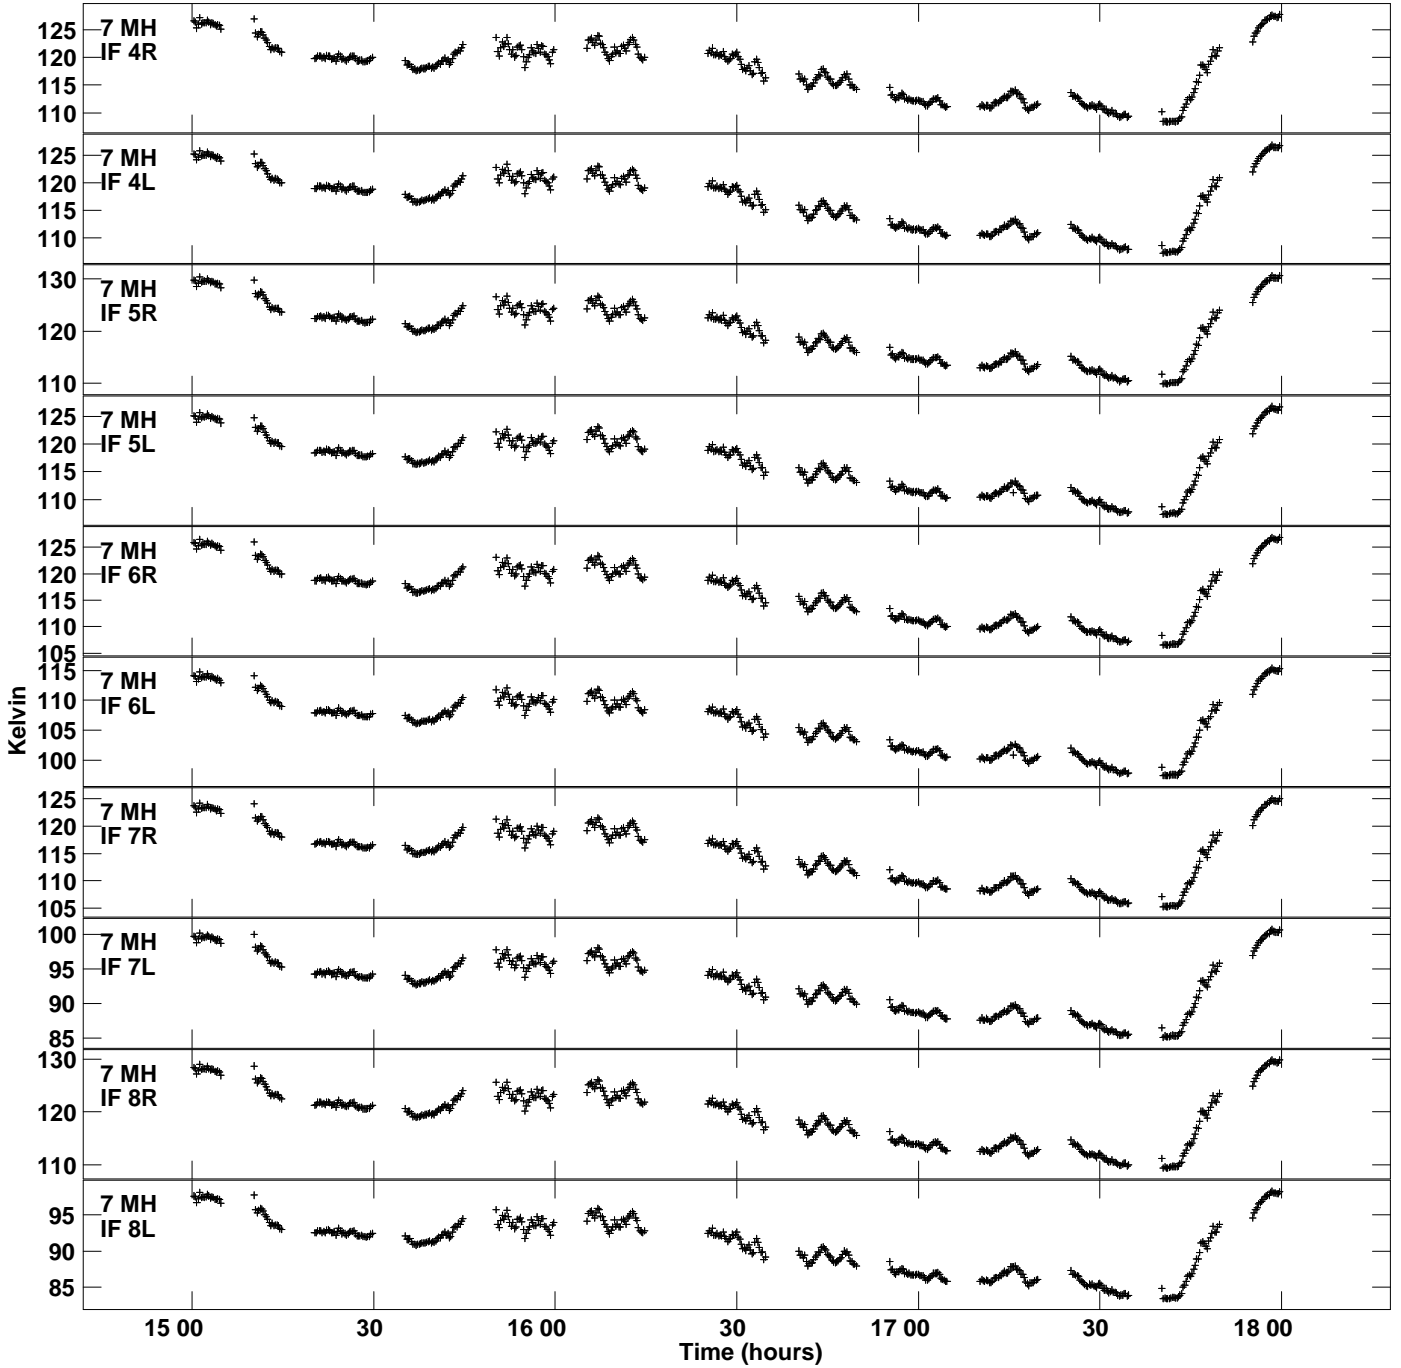 125
120
115
110
7 MH
IF 4R
125
120
115
110
7 MH
IF 4L
130
120
110
7 MH
IF 5R
125
120
115
110
7 MH
IF 5L
125
120
115
110
105
7 MH
IF 6R
115
110
105
100
7 MH
IF 6L
125
120
115
110
105
7 MH
IF 7R
100
95
90
85
7 MH
IF 7L
130
120
110
7 MH
IF 8R
95
90
85
7 MH
IF 8L
Kelvin
15 00 30 16 00 30 17 00 30 18 00
Time (hours)